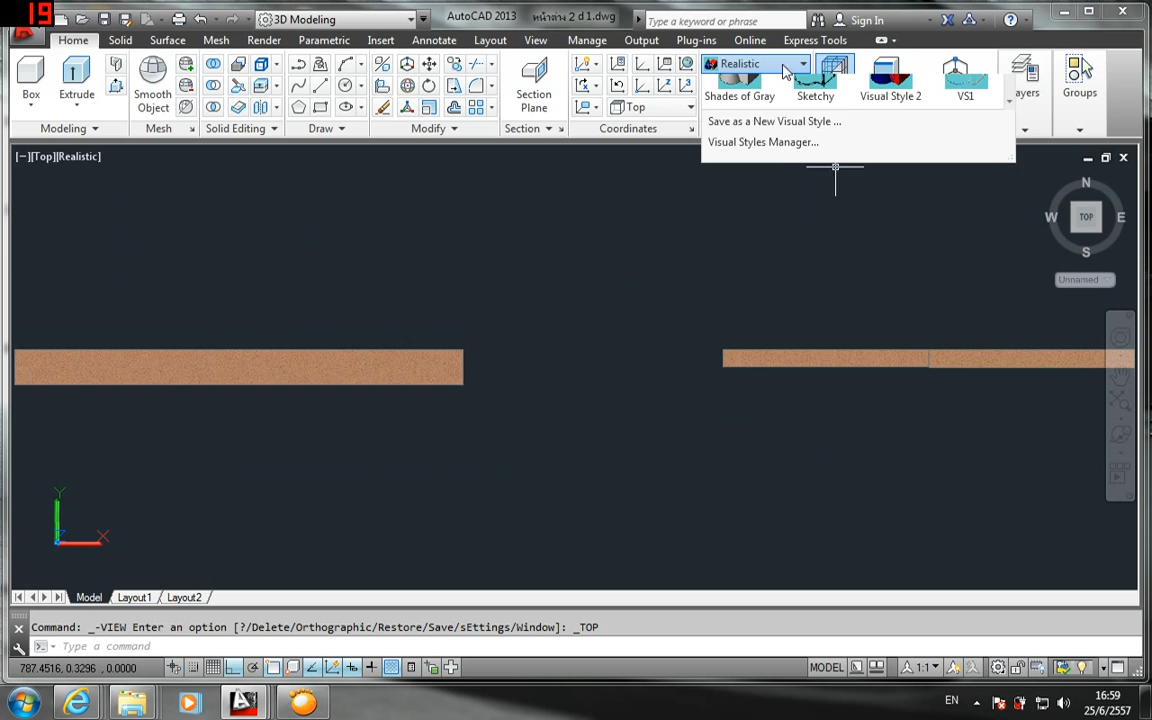 19
3D Modeling
AutoCAD 2013 หน้าต่าง 2 d 1.dwg
Type a keyword or phrase
Sign In
Home Solid Surface Mesh Render Parametric Insert Annotate Layout View Manage Output Plug-ins Online Express Tools
Box
Extrude
Smooth
Object
Section
Plane
Top
Realistic
Shades of Gray
Sketchy
Visual Style 2
VS1
Save as a New Visual Style ...
Visual Styles Manager...
Groups
Modeling
Mesh
Solid Editing
Draw
Modify
Section
Coordinates
[−][Top][Realistic]
N
W
TOP
E
S
Unnamed
Y
X
Model Layout1 Layout2
Command: _-VIEW Enter an option [?/Delete/Orthographic/Restore/Save/sEttings/Window]: _TOP
Type a command
787.4516, 0.3296, 0.0000
MODEL
1:1
EN
16:59
25/6/2557